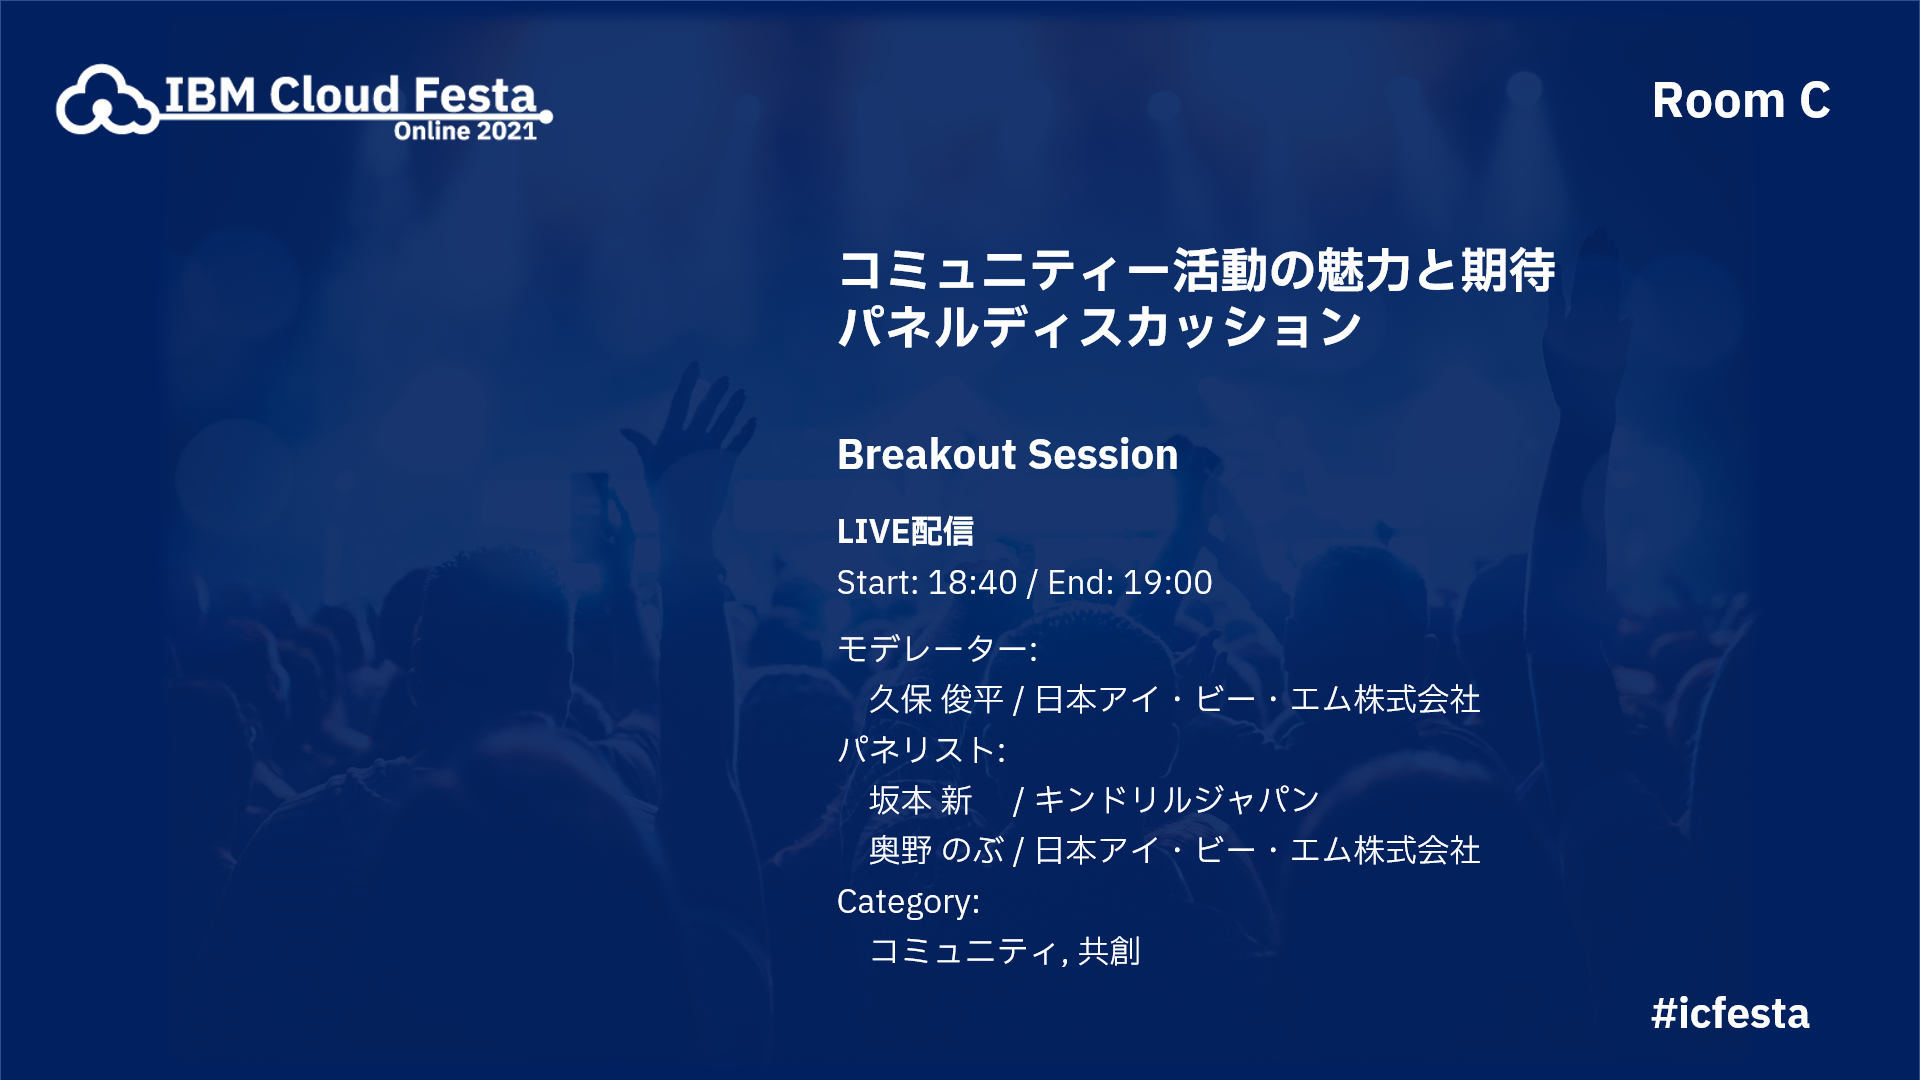 IBM Cloud Festa
Online 2021
Room C
コミュニティー活動の魅力と期待
パネルディスカッション
Breakout Session
LIVE配信
Start: 18:40 / End: 19:00
モデレーター:
久保 俊平 / 日本アイ・ビー・エム株式会社
パネリスト:
坂本 新　 / キンドリルジャパン
奥野 のぶ / 日本アイ・ビー・エム株式会社
Category:
コミュニティ, 共創
#icfesta